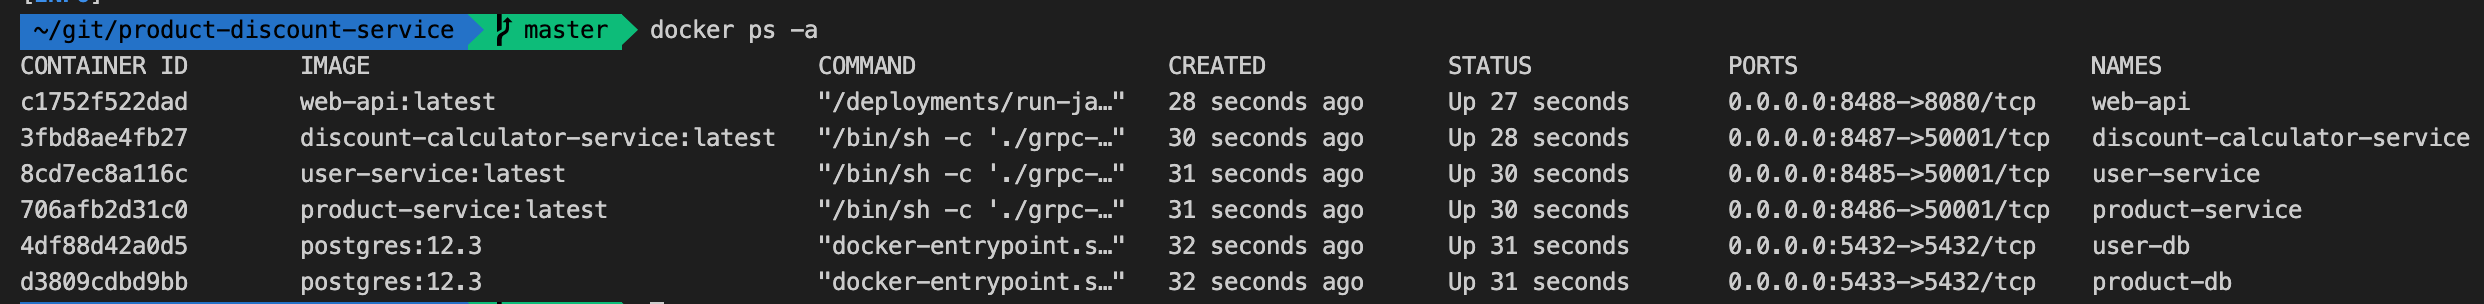 [INFO]
~/git/product-discount-service master docker ps -a
CONTAINER ID IMAGE COMMAND CREATED STATUS PORTS NAMES
c1752f522dad web-api:latest "/deployments/run-ja…" 28 seconds ago Up 27 seconds 0.0.0.0:8488->8080/tcp web-api
3fbd8ae4fb27 discount-calculator-service:latest "/bin/sh -c './grpc-…" 30 seconds ago Up 28 seconds 0.0.0.0:8487->50001/tcp discount-calculator-service
8cd7ec8a116c user-service:latest "/bin/sh -c './grpc-…" 31 seconds ago Up 30 seconds 0.0.0.0:8485->50001/tcp user-service
706afb2d31c0 product-service:latest "/bin/sh -c './grpc-…" 31 seconds ago Up 30 seconds 0.0.0.0:8486->50001/tcp product-service
4df88d42a0d5 postgres:12.3 "docker-entrypoint.s…" 32 seconds ago Up 31 seconds 0.0.0.0:5432->5432/tcp user-db
d3809cdbd9bb postgres:12.3 "docker-entrypoint.s…" 32 seconds ago Up 31 seconds 0.0.0.0:5433->5432/tcp product-db